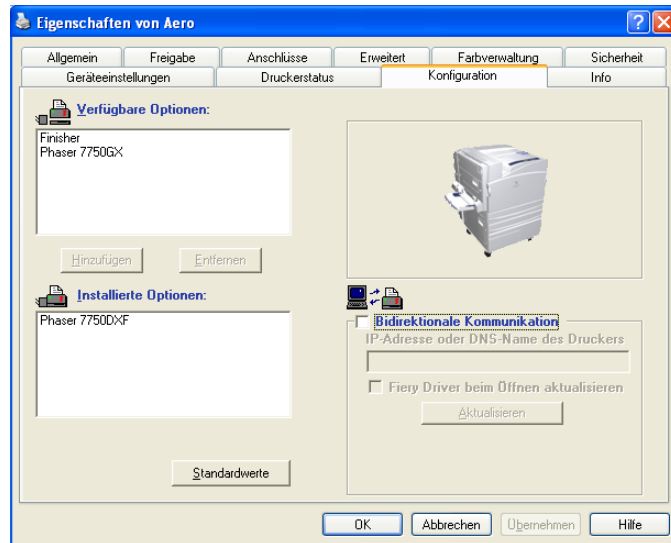 Eigenschaften von Aero
Allgemein Freigabe Anschlüsse Erweitert Farbverwaltung Sicherheit
Geräteeinstellungen Druckerstatus Konfiguration Info
Verfügbare Optionen:
Finisher
Phaser 7750GX
Hinzufügen Entfernen
Installierte Optionen:
Phaser 7750DXF
Standardwerte
Bidirektionale Kommunikation
IP-Adresse oder DNS-Name des Druckers
Fiery Driver beim Öffnen aktualisieren
Aktualisieren
OK Abbrechen Übernehmen Hilfe